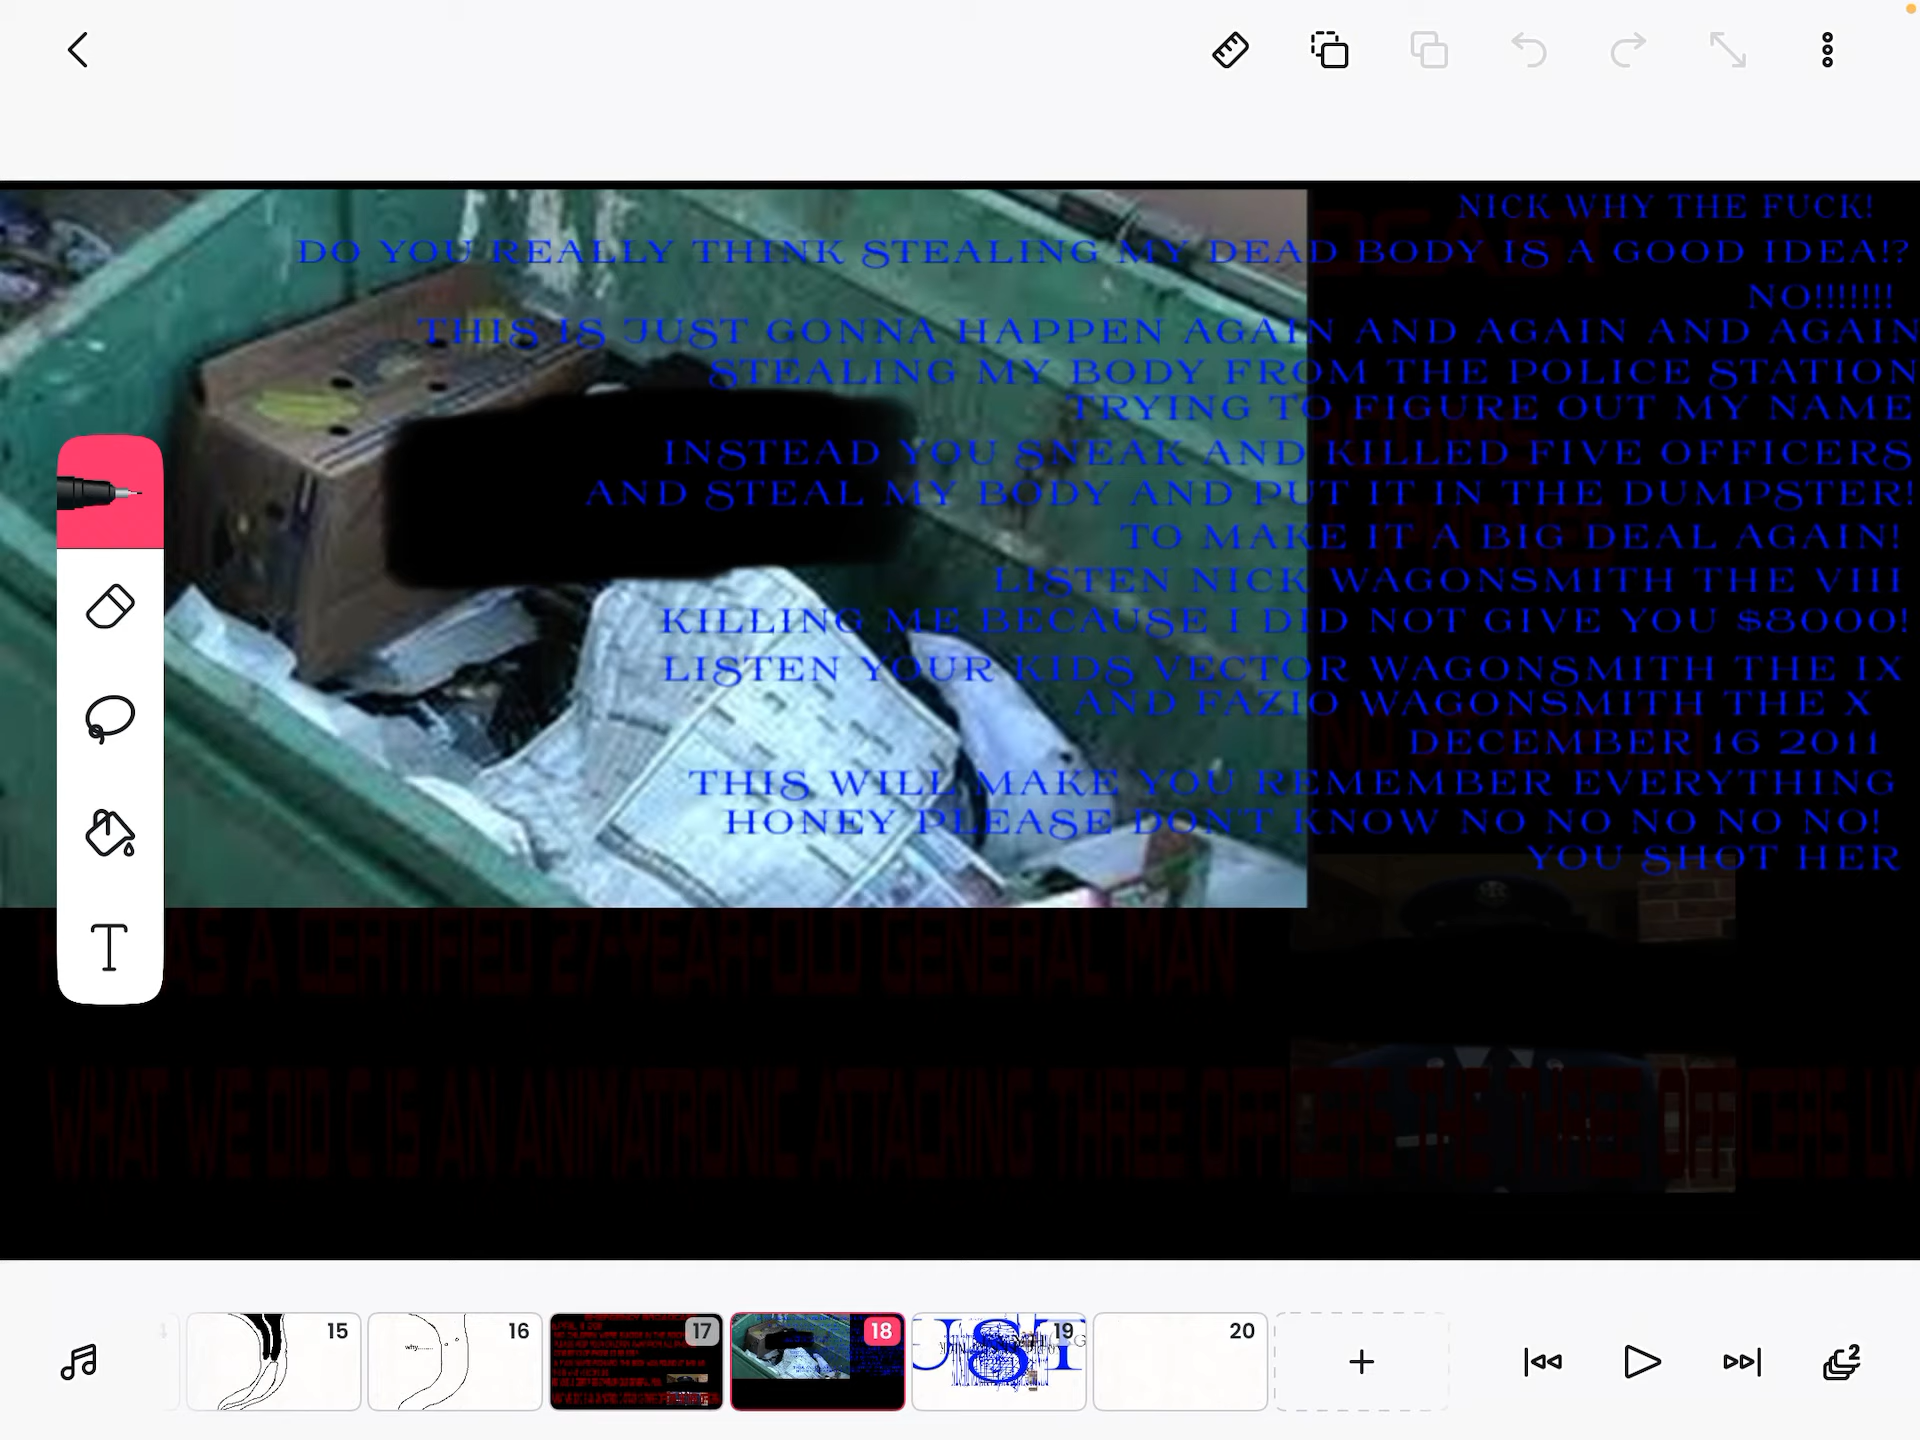 NICK WHY THE FUCK!
DO YOU REALLY THINK STEALING MY DEAD BODY IS A GOOD IDEA!?
NO!!!!!!!
THIS IS JUST GONNA HAPPEN AGAIN AND AGAIN AND AGAIN
STEALING MY BODY FROM THE POLICE STATION
TRYING TO FIGURE OUT MY NAME
INSTEAD YOU SNEAK AND KILLED FIVE OFFICERS
AND STEAL MY BODY AND PUT IT IN THE DUMPSTER!
TO MAKE IT A BIG DEAL AGAIN!
LISTEN NICK WAGONSMITH THE VIII
KILLING ME BECAUSE I DID NOT GIVE YOU $8000!
LISTEN YOUR KIDS VECTOR WAGONSMITH THE IX
AND FAZIO WAGONSMITH THE X
DECEMBER 16 2011
THIS WILL MAKE YOU REMEMBER EVERYTHING
HONEY PLEASE DON'T KNOW NO NO NO NO NO!
YOU SHOT HER
AS A CERTIFIED 27-YEAR-OLD GENERAL MAN
WHAT WE DID C IS AN ANIMATRONIC ATTACKING THREE OFFICERS THE THREE OFFICERS
T
15
why......
16
17
18
UST
19
20
2